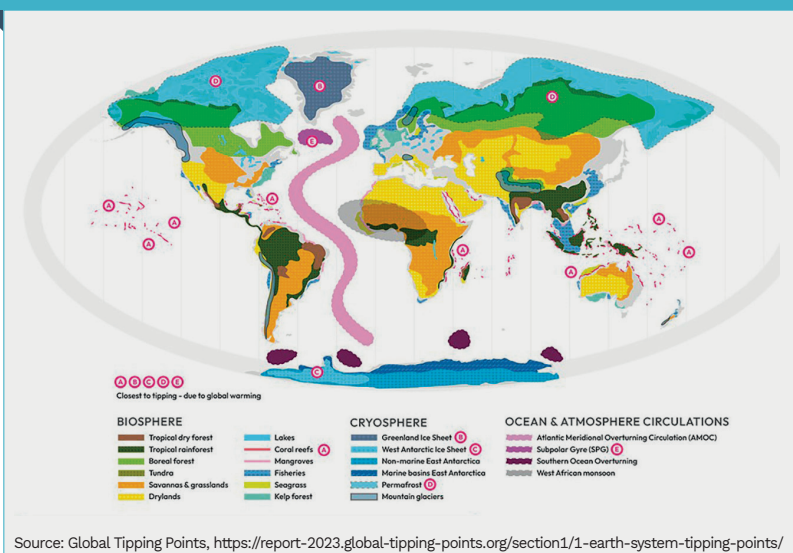 D
B
D
E
A
A
A
A
A
A
A
A
C
A B C D E
Closest to tipping - due to global warming
BIOSPHERE
Tropical dry forest
Tropical rainforest
Boreal forest
Tundra
Savannas & grasslands
Drylands
Lakes
Coral reefs A
Mangroves
Fisheries
Seagrass
Kelp forest
CRYOSPHERE
Greenland Ice Sheet B
West Antarctic Ice Sheet C
Non-marine East Antarctica
Marine basins East Antarctica
Permafrost D
Mountain glaciers
OCEAN & ATMOSPHERE CIRCULATIONS
Atlantic Meridional Overturning Circulation (AMOC)
Subpolar Gyre (SPG) E
Southern Ocean Overturning
West African monsoon
Source: Global Tipping Points, https://report-2023.global-tipping-points.org/section1/1-earth-system-tipping-points/